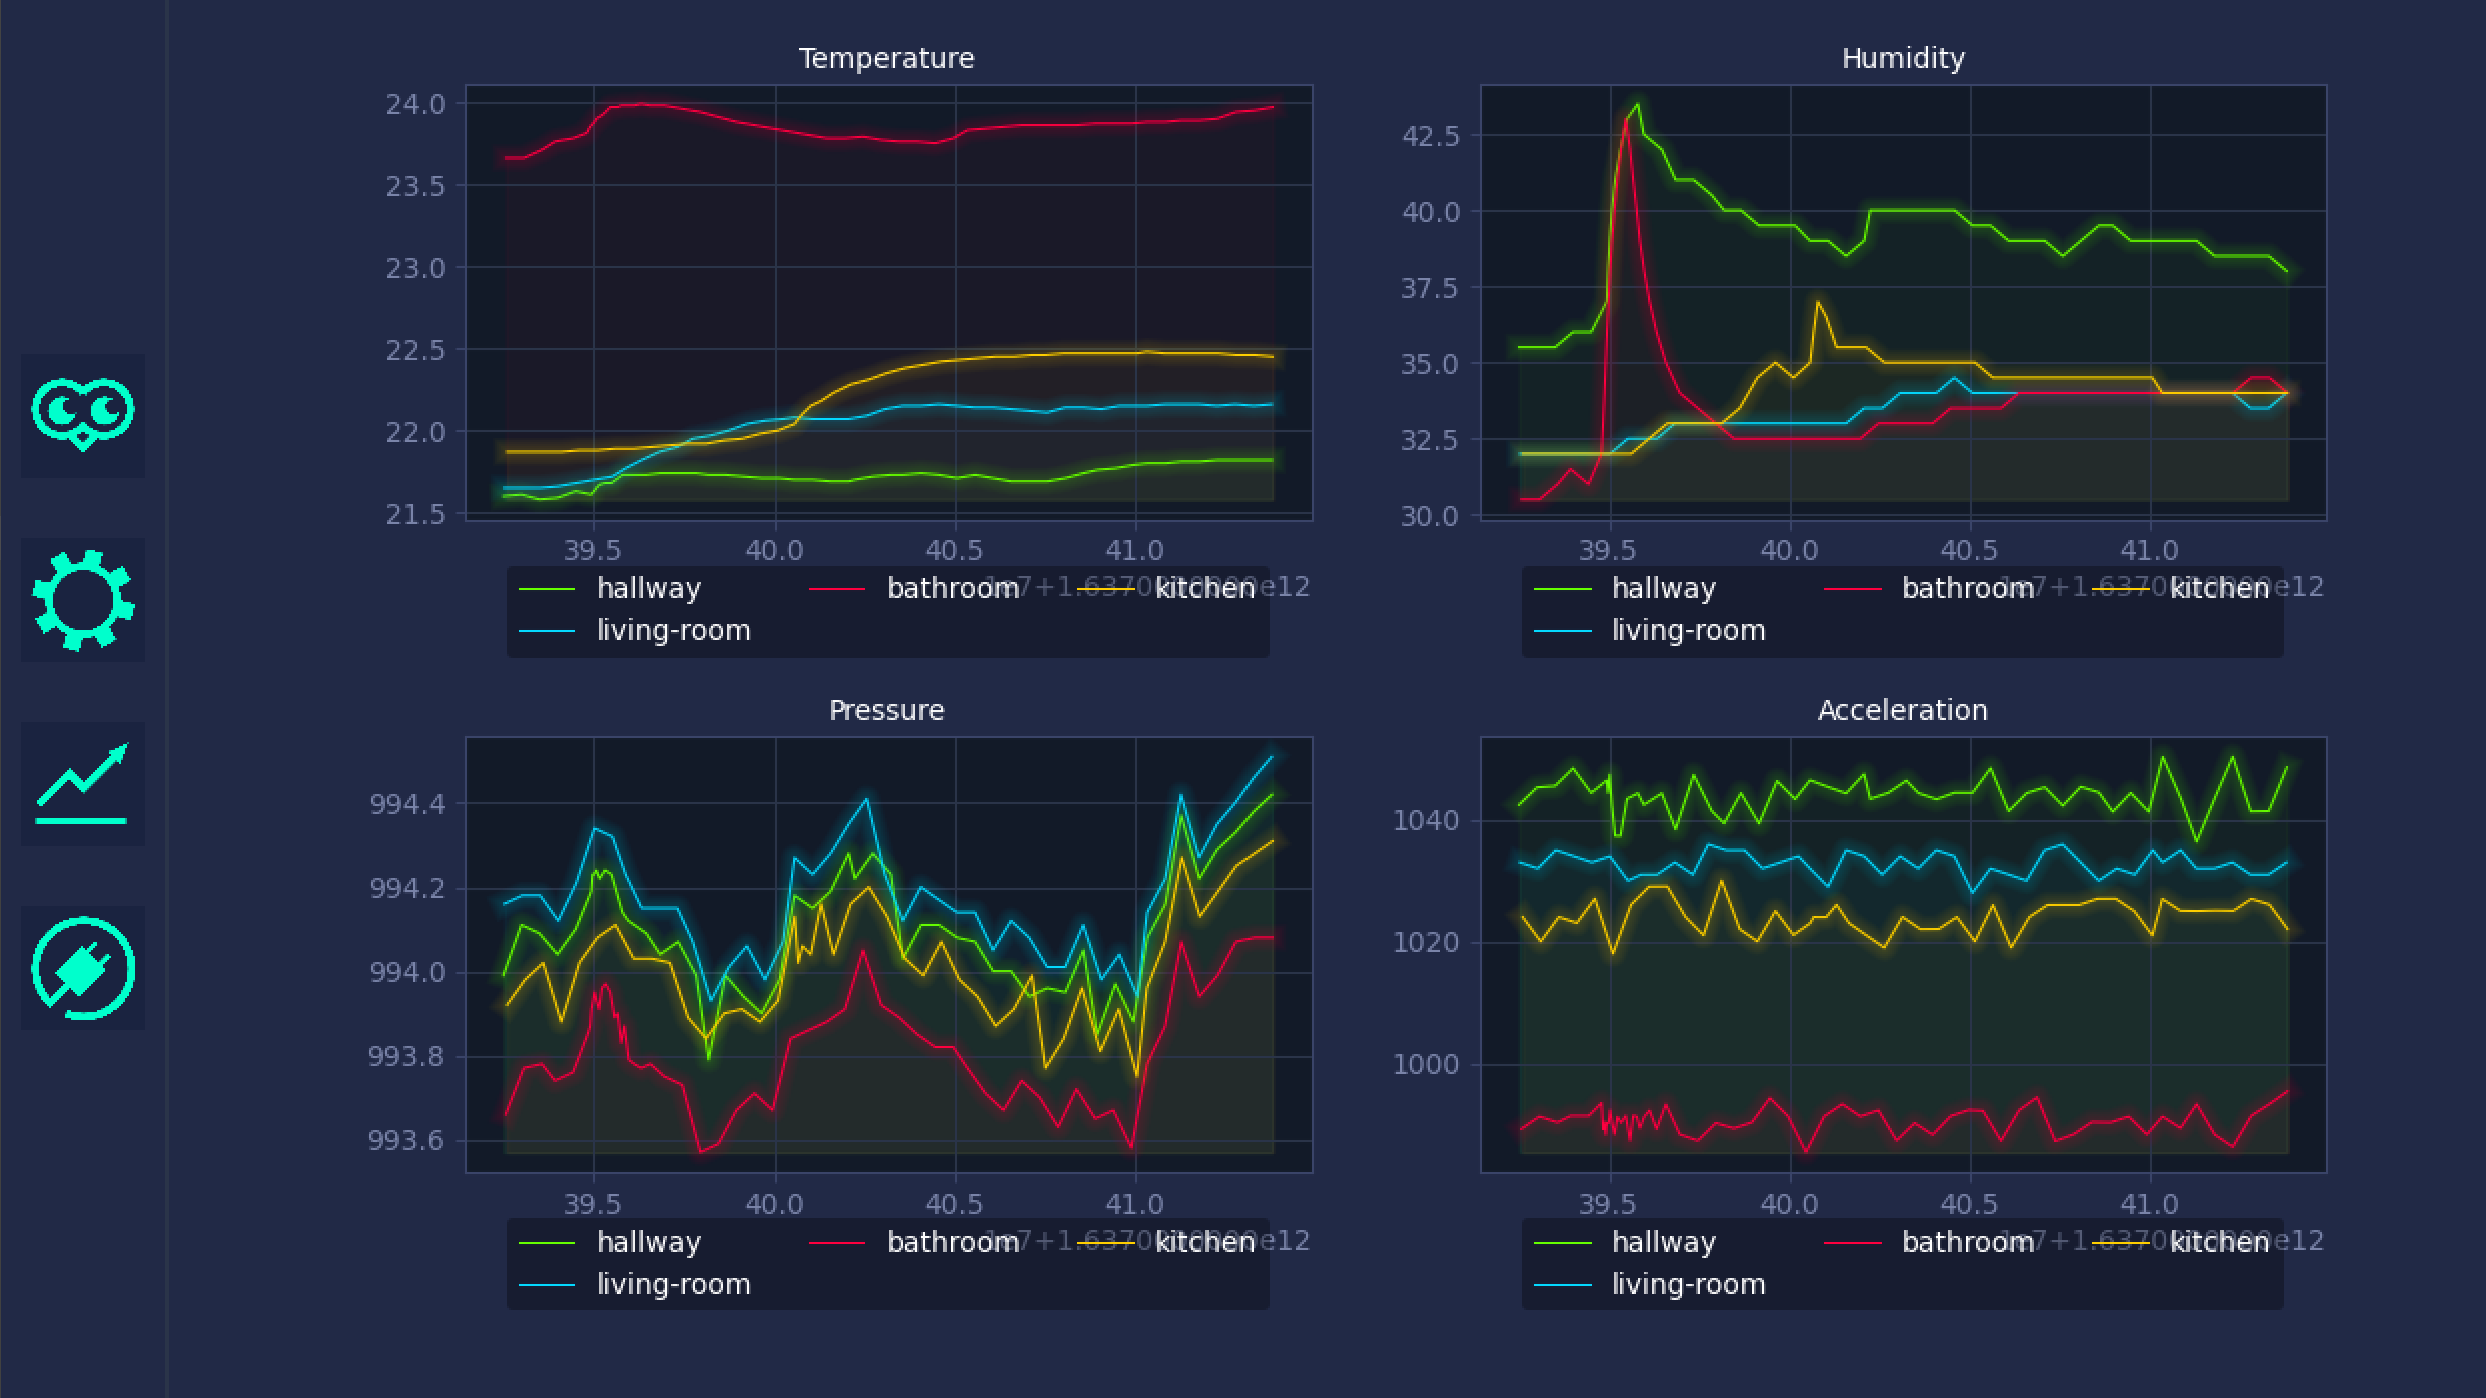 Temperature
24.0
23.5
23.0
22.5
22.0
21.5
39.5 40.0 40.5 41.0
hallway bathroom kitchen
living-room
Humidity
42.5
40.0
37.5
35.0
32.5
30.0
39.5 40.0 40.5 41.0
hallway bathroom kitchen
living-room
Pressure
994.4
994.2
994.0
993.8
993.6
39.5 40.0 40.5 41.0
hallway bathroom kitchen
living-room
Acceleration
1040
1020
1000
39.5 40.0 40.5 41.0
hallway bathroom kitchen
living-room